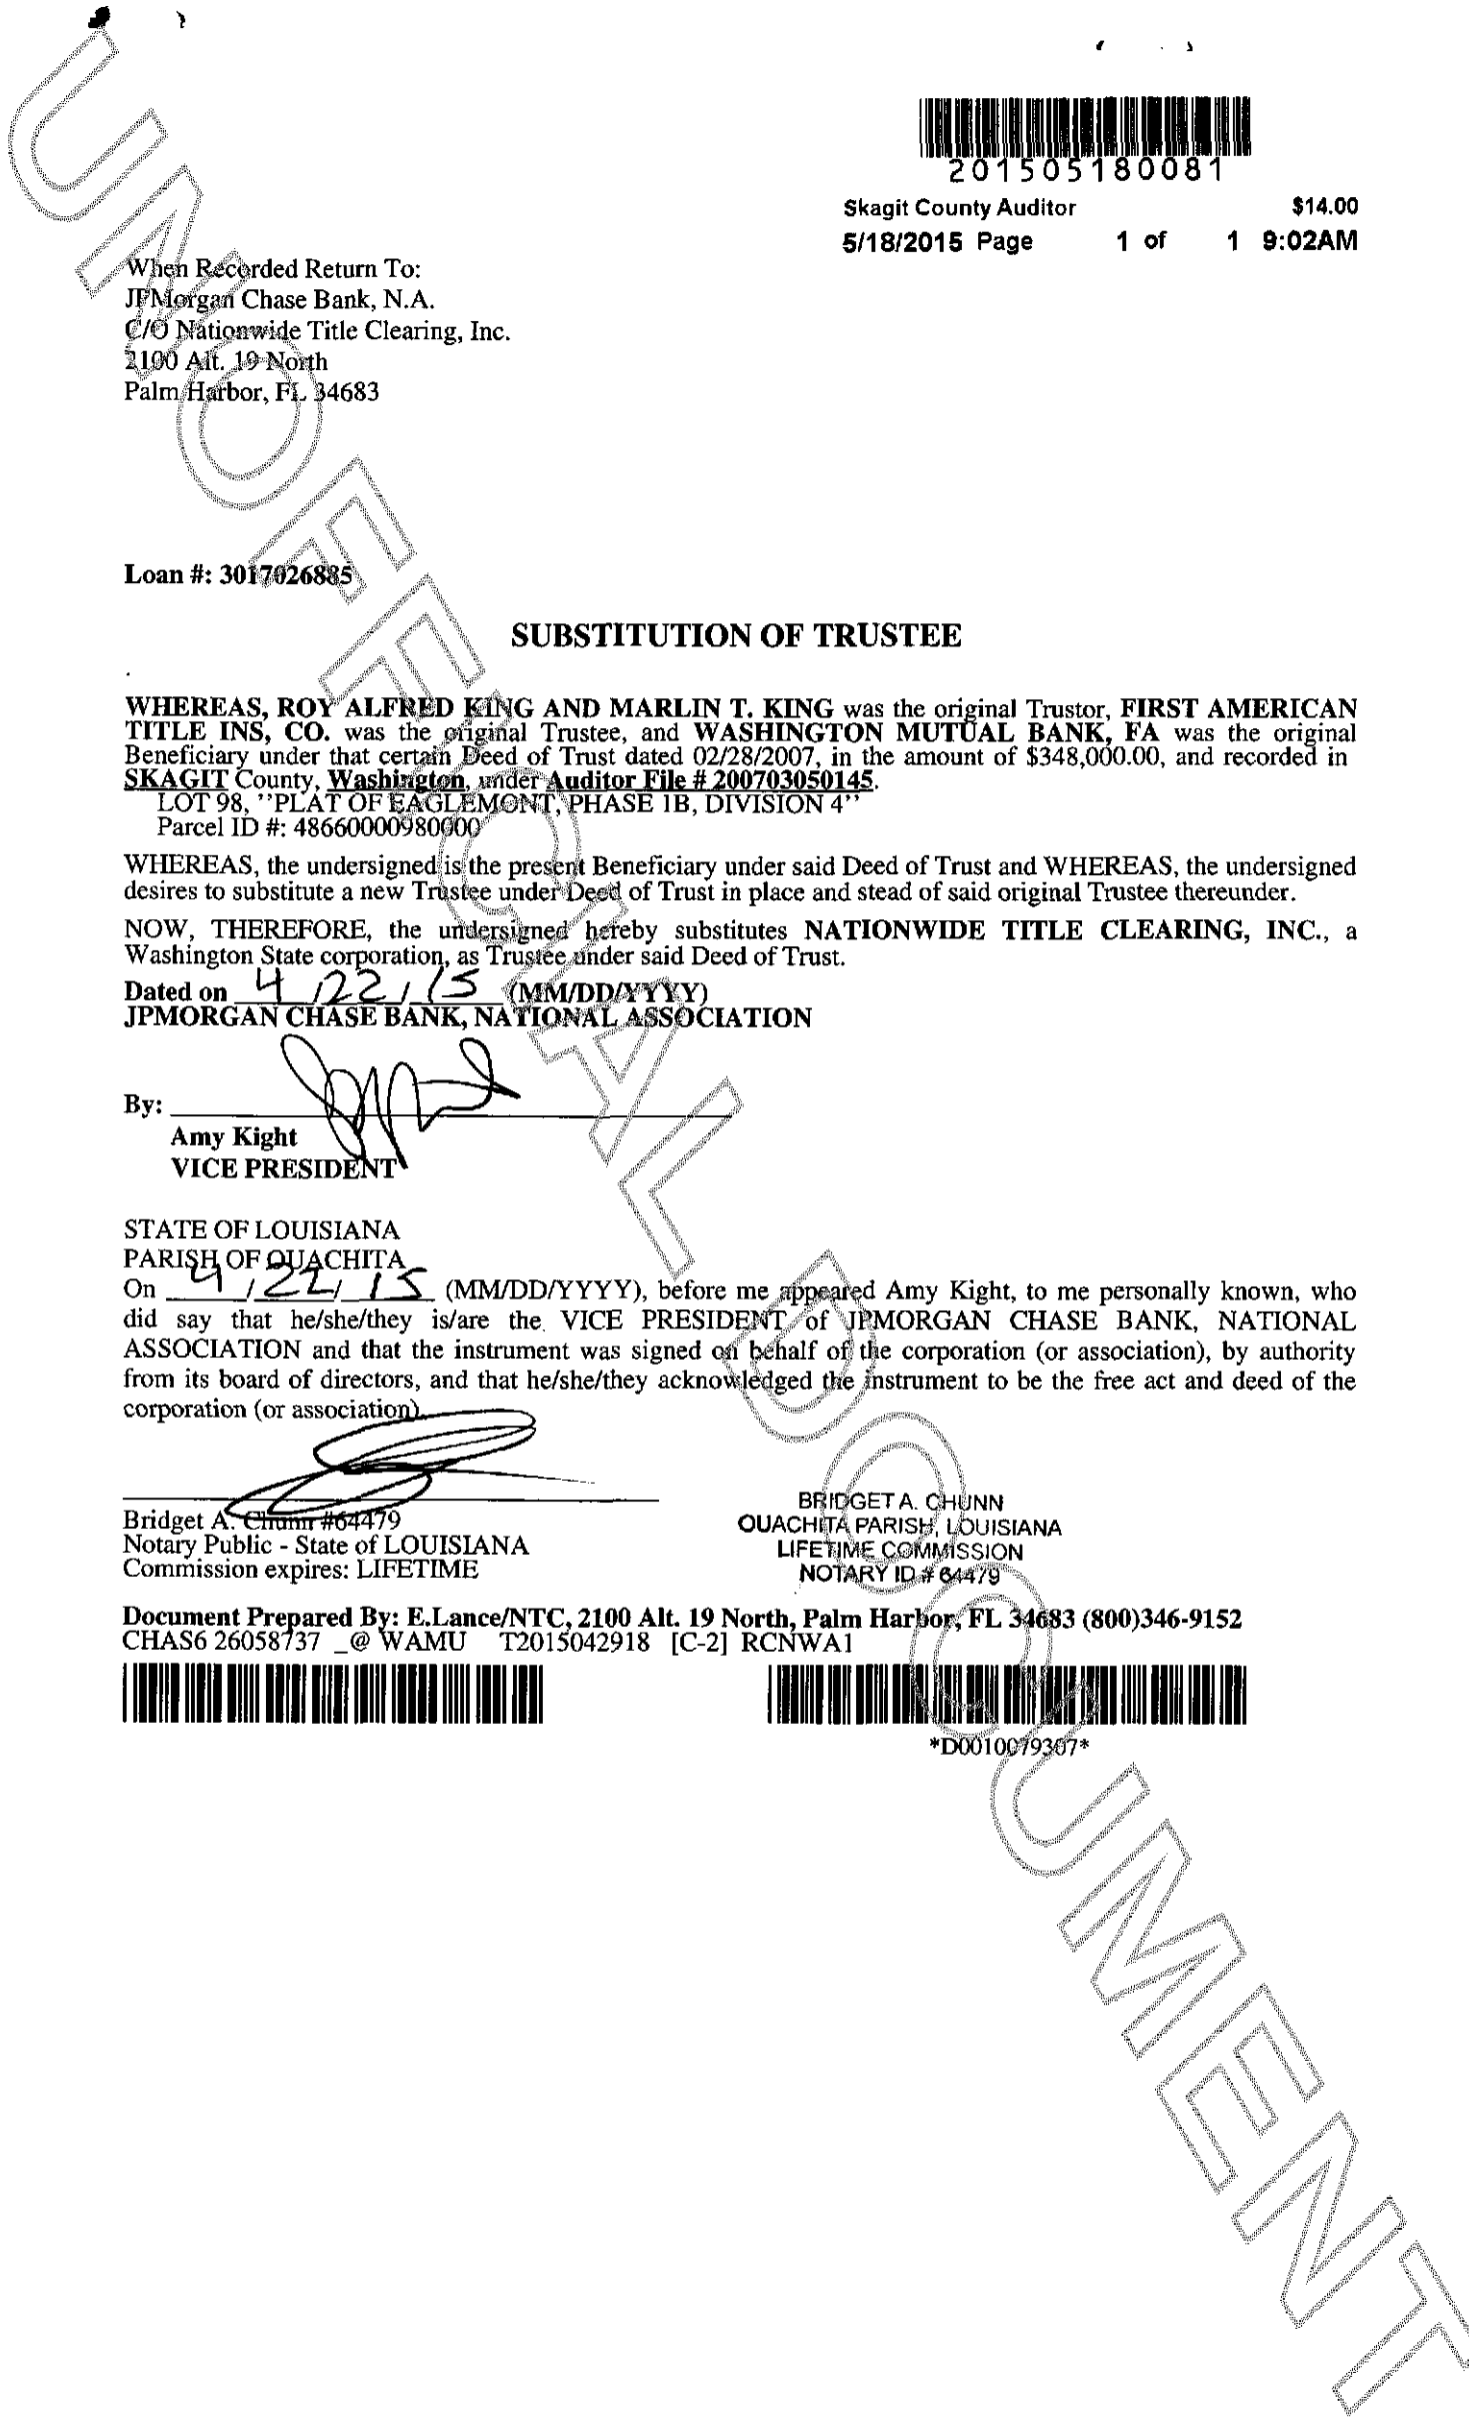 201505180081
Skagit County Auditor $14.00
5/18/2015 Page 1 of 1 9:02AM
When Recorded Return To:
JPMorgan Chase Bank, N.A.
C/O Nationwide Title Clearing, Inc.
2100 Alt. 19 North
Palm Harbor, FL 34683
Loan #: 3017026885
SUBSTITUTION OF TRUSTEE
WHEREAS, ROY ALFRED KING AND MARLIN T. KING was the original Trustor, FIRST AMERICAN
TITLE INS, CO. was the original Trustee, and WASHINGTON MUTUAL BANK, FA was the original
Beneficiary under that certain Deed of Trust dated 02/28/2007, in the amount of $348,000.00, and recorded in
SKAGIT County, Washington, under Auditor File # 200703050145.
LOT 98, "PLAT OF EAGLEMONT, PHASE 1B, DIVISION 4"
Parcel ID #: 48660000980000
WHEREAS, the undersigned is the present Beneficiary under said Deed of Trust and WHEREAS, the undersigned
desires to substitute a new Trustee under Deed of Trust in place and stead of said original Trustee thereunder.
NOW, THEREFORE, the undersigned hereby substitutes NATIONWIDE TITLE CLEARING, INC., a
Washington State corporation, as Trustee under said Deed of Trust.
Dated on 4/22/15 (MM/DD/YYYY)
JPMORGAN CHASE BANK, NATIONAL ASSOCIATION
By:
Amy Kight
VICE PRESIDENT
STATE OF LOUISIANA
PARISH OF OUACHITA
On 4/22/15 (MM/DD/YYYY), before me appeared Amy Kight, to me personally known, who
did say that he/she/they is/are the VICE PRESIDENT of JPMORGAN CHASE BANK, NATIONAL
ASSOCIATION and that the instrument was signed on behalf of the corporation (or association), by authority
from its board of directors, and that he/she/they acknowledged the instrument to be the free act and deed of the
corporation (or association).
Bridget A. Chunn #64479
Notary Public - State of LOUISIANA
Commission expires: LIFETIME
BRIDGET A. CHUNN
OUACHITA PARISH, LOUISIANA
LIFETIME COMMISSION
NOTARY ID # 64479
Document Prepared By: E.Lance/NTC, 2100 Alt. 19 North, Palm Harbor, FL 34683 (800)346-9152
CHAS6 26058737 _@ WAMU T2015042918 [C-2] RCNWA1
*D0010079307*
UNOFFICIAL DOCUMENT